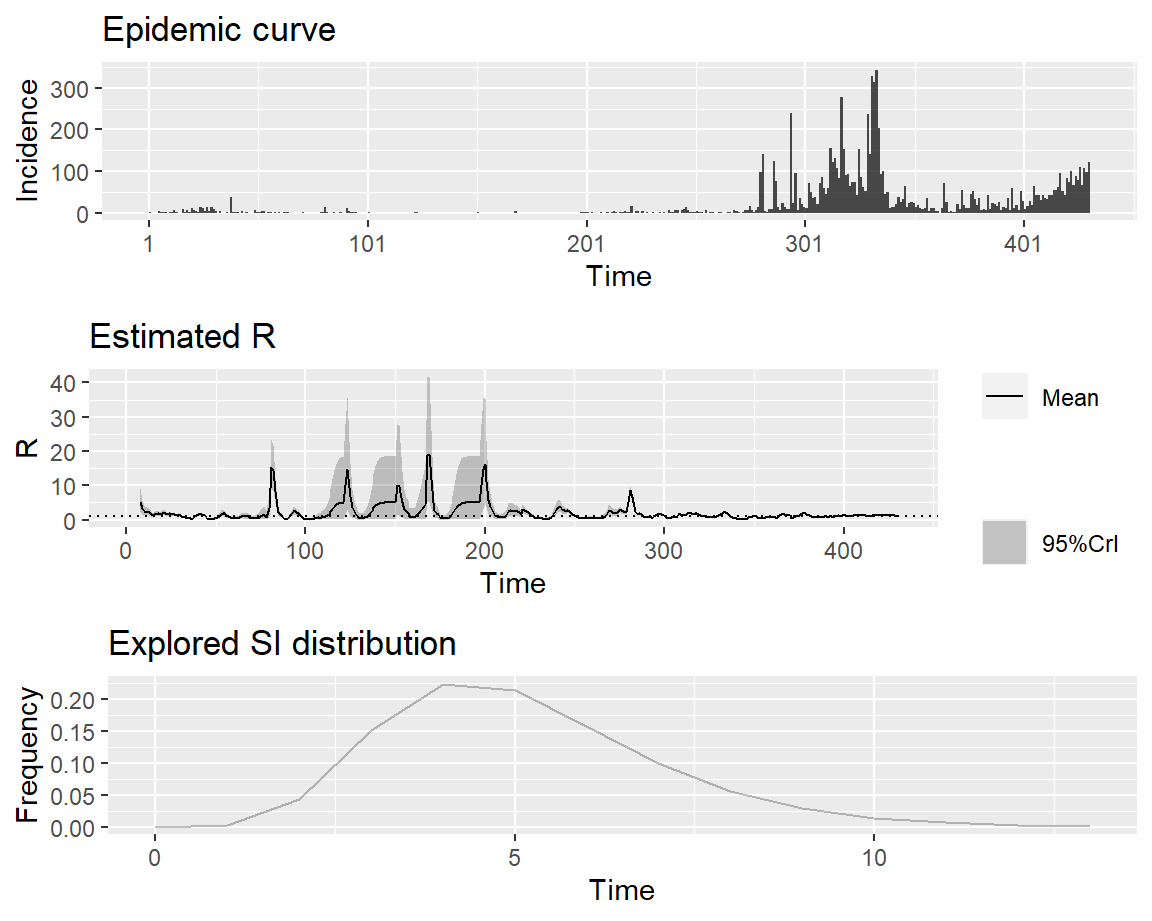 Epidemic curve
Incidence
300
200
100
0
1 101 201 301 401
Time
Estimated R
R
40
30
20
10
0
0 100 200 300 400
Time
Mean
95%CrI
Explored SI distribution
Frequency
0.20
0.15
0.10
0.05
0.00
0 5 10
Time